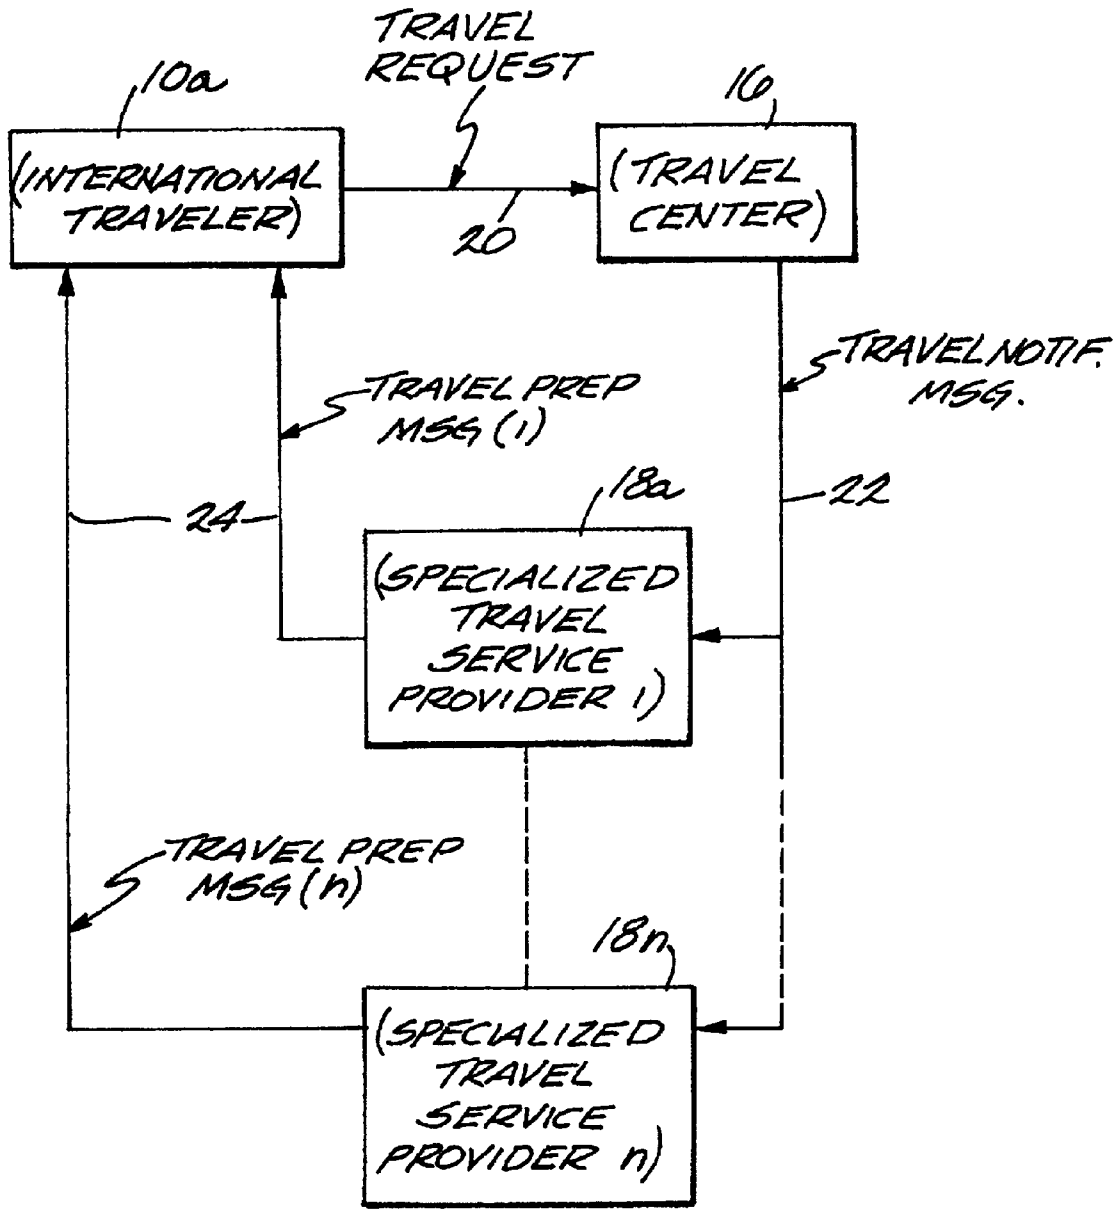 TRAVEL
REQUEST
10a
16
(INTERNATIONAL
TRAVELER)
(TRAVEL
CENTER)
20
TRAVEL NOTIF.
MSG.
TRAVEL PREP
MSG (1)
18a
22
24
(SPECIALIZED
TRAVEL
SERVICE
PROVIDER 1)
TRAVEL PREP
MSG (n)
18n
(SPECIALIZED
TRAVEL
SERVICE
PROVIDER n)